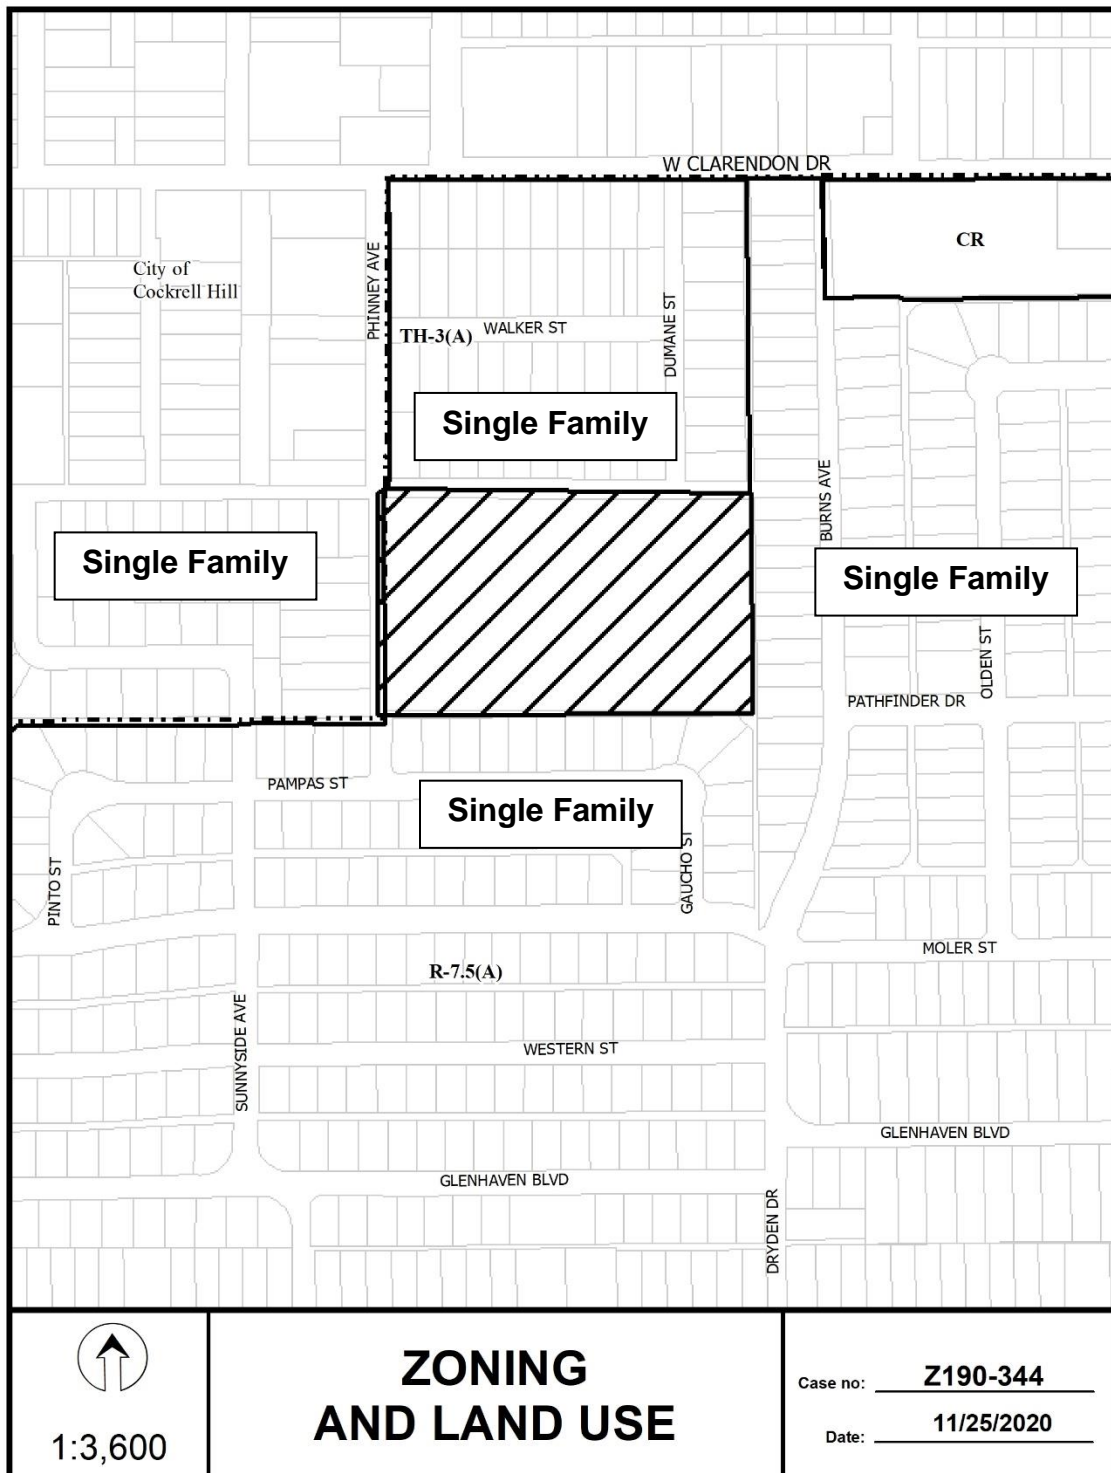 W CLARENDON DR
CR
City of
Cockrell Hill
PHINNEY AVE
TH-3(A)
WALKER ST
DUMANE ST
Single Family
BURNS AVE
Single Family
Single Family
OLDEN ST
PATHFINDER DR
PAMPAS ST
Single Family
PINTO ST
GAUCHO ST
MOLER ST
R-7.5(A)
SUNNYSIDE AVE
WESTERN ST
GLENHAVEN BLVD
GLENHAVEN BLVD
DRYDEN DR
1:3,600
ZONING
AND LAND USE
Case no: Z190-344
Date: 11/25/2020